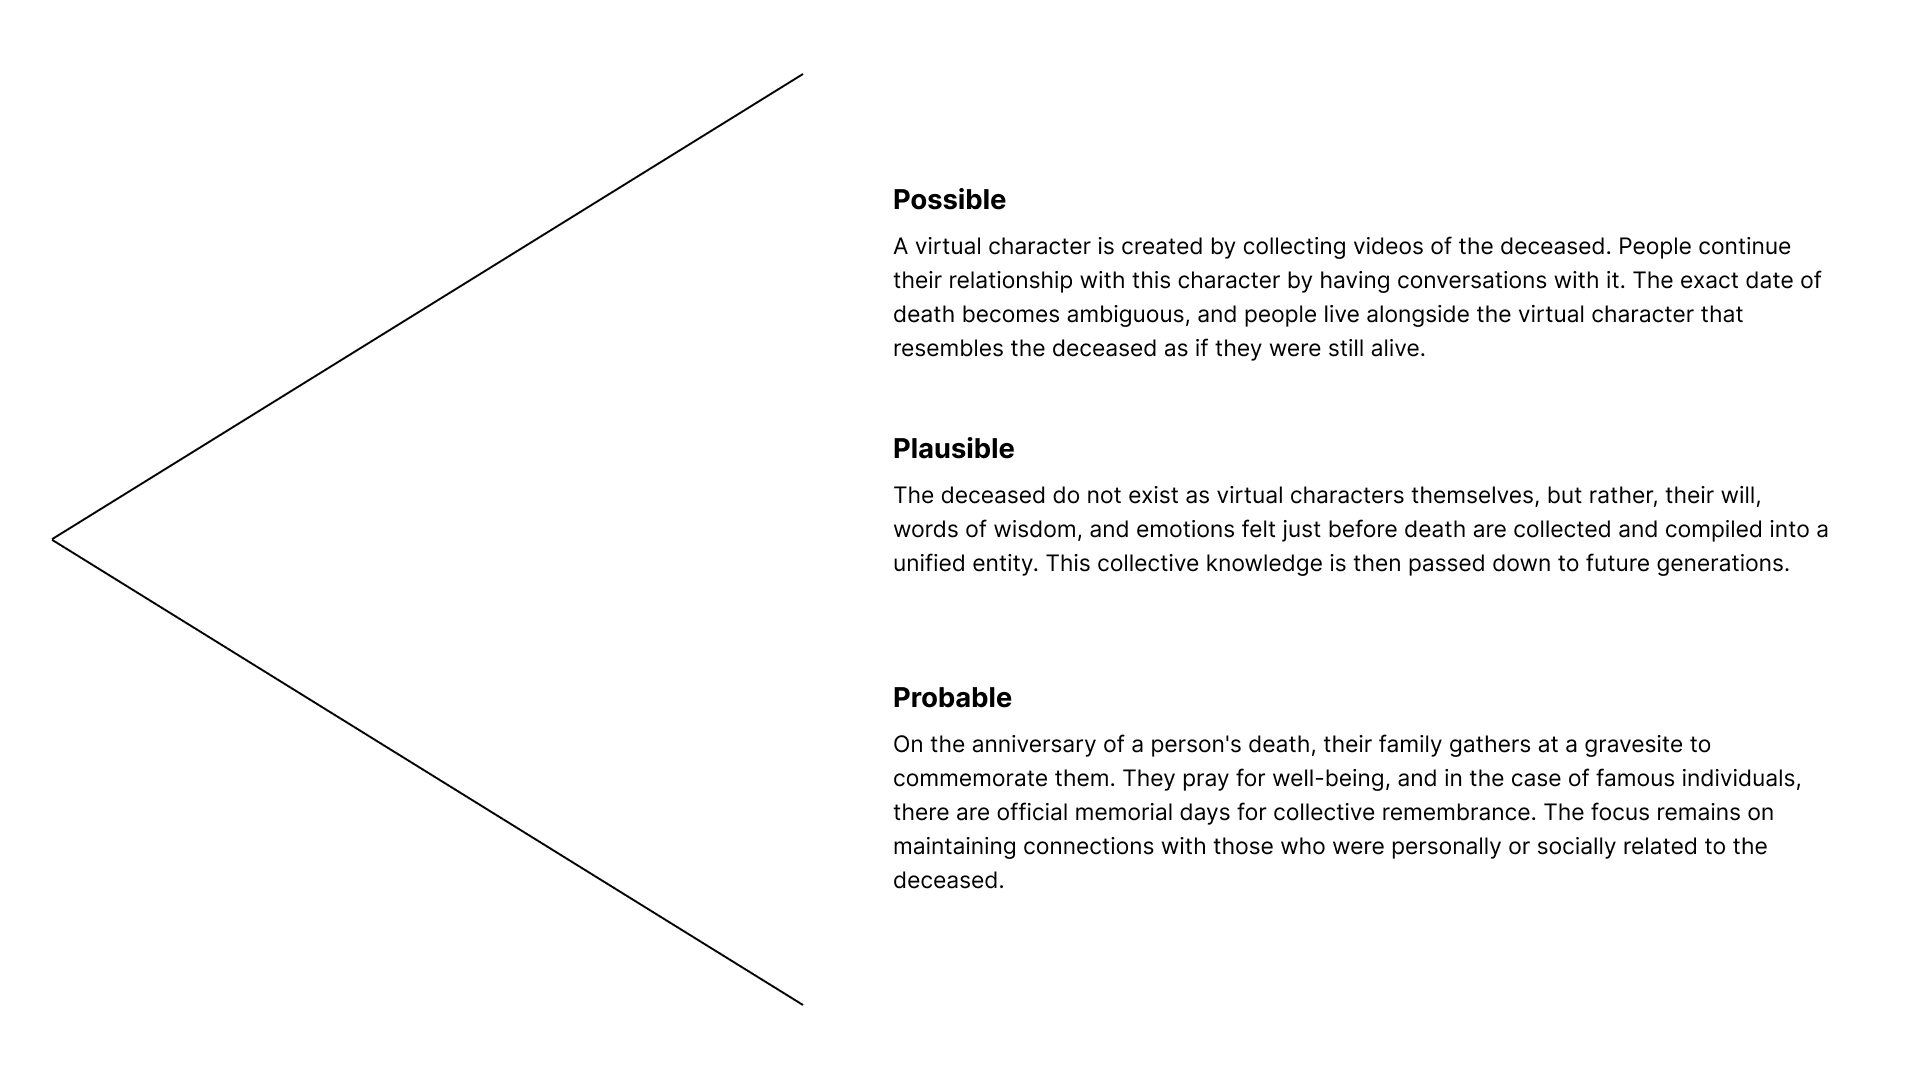 Possible
A virtual character is created by collecting videos of the deceased. People continue
their relationship with this character by having conversations with it. The exact date of
death becomes ambiguous, and people live alongside the virtual character that
resembles the deceased as if they were still alive.
Plausible
The deceased do not exist as virtual characters themselves, but rather, their will,
words of wisdom, and emotions felt just before death are collected and compiled into a
unified entity. This collective knowledge is then passed down to future generations.
Probable
On the anniversary of a person's death, their family gathers at a gravesite to
commemorate them. They pray for well-being, and in the case of famous individuals,
there are official memorial days for collective remembrance. The focus remains on
maintaining connections with those who were personally or socially related to the
deceased.